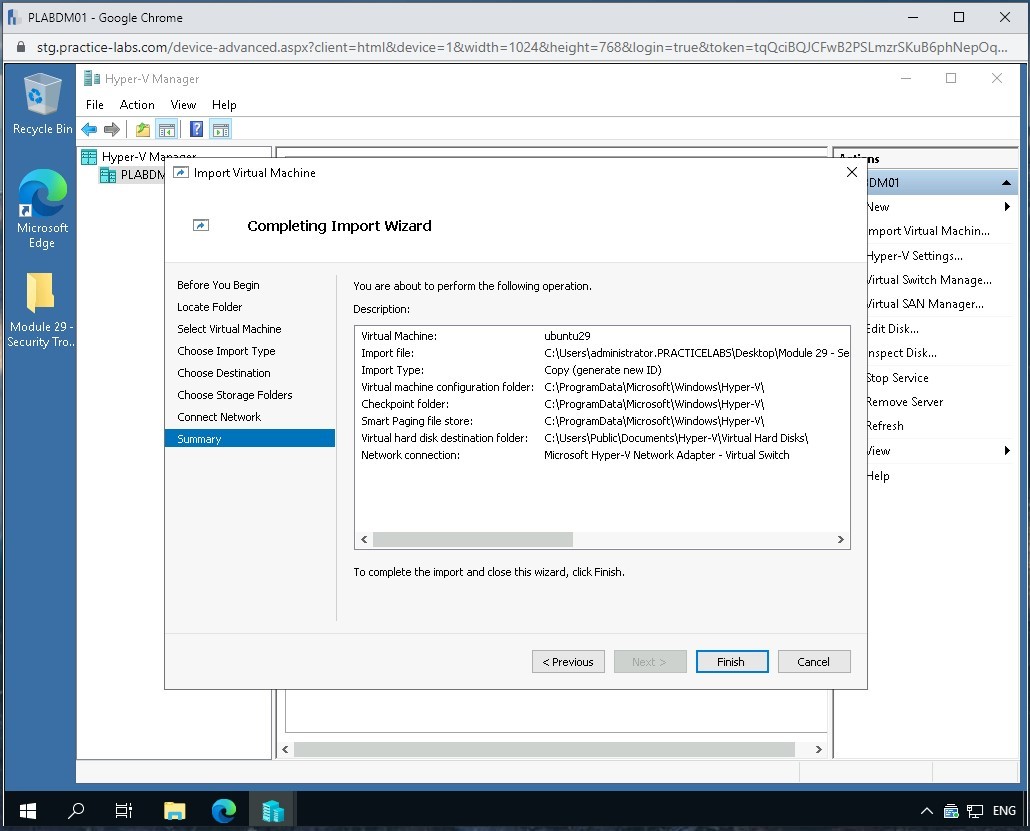 PLABDM01 - Google Chrome
stg.practice-labs.com/device-advanced.aspx?client=html&device=1&width=1024&height=768&login=true&token=tqQciBQJCFwB2PSLmzrSKuB6phNepOq...
Recycle Bin
Microsoft
Edge
Module 29 -
Security Tro..
Hyper-V Manager
File Action View Help
Hyper-V Manager
PLABDM
Actions
DM01
New
Import Virtual Machin...
Hyper-V Settings...
Virtual Switch Manage...
Virtual SAN Manager...
Edit Disk...
Inspect Disk...
Stop Service
Remove Server
Refresh
View
Help
Import Virtual Machine
Completing Import Wizard
Before You Begin
Locate Folder
Select Virtual Machine
Choose Import Type
Choose Destination
Choose Storage Folders
Connect Network
Summary
You are about to perform the following operation.
Description:
Virtual Machine: ubuntu29
Import file: C:\Users\administrator.PRACTICELABS\Desktop\Module 29 - Se
Import Type: Copy (generate new ID)
Virtual machine configuration folder: C:\ProgramData\Microsoft\Windows\Hyper-V\
Checkpoint folder: C:\ProgramData\Microsoft\Windows\Hyper-V\
Smart Paging file store: C:\ProgramData\Microsoft\Windows\Hyper-V\
Virtual hard disk destination folder: C:\Users\Public\Documents\Hyper-V\Virtual Hard Disks\
Network connection: Microsoft Hyper-V Network Adapter - Virtual Switch
To complete the import and close this wizard, click Finish.
< Previous Next > Finish Cancel
ENG